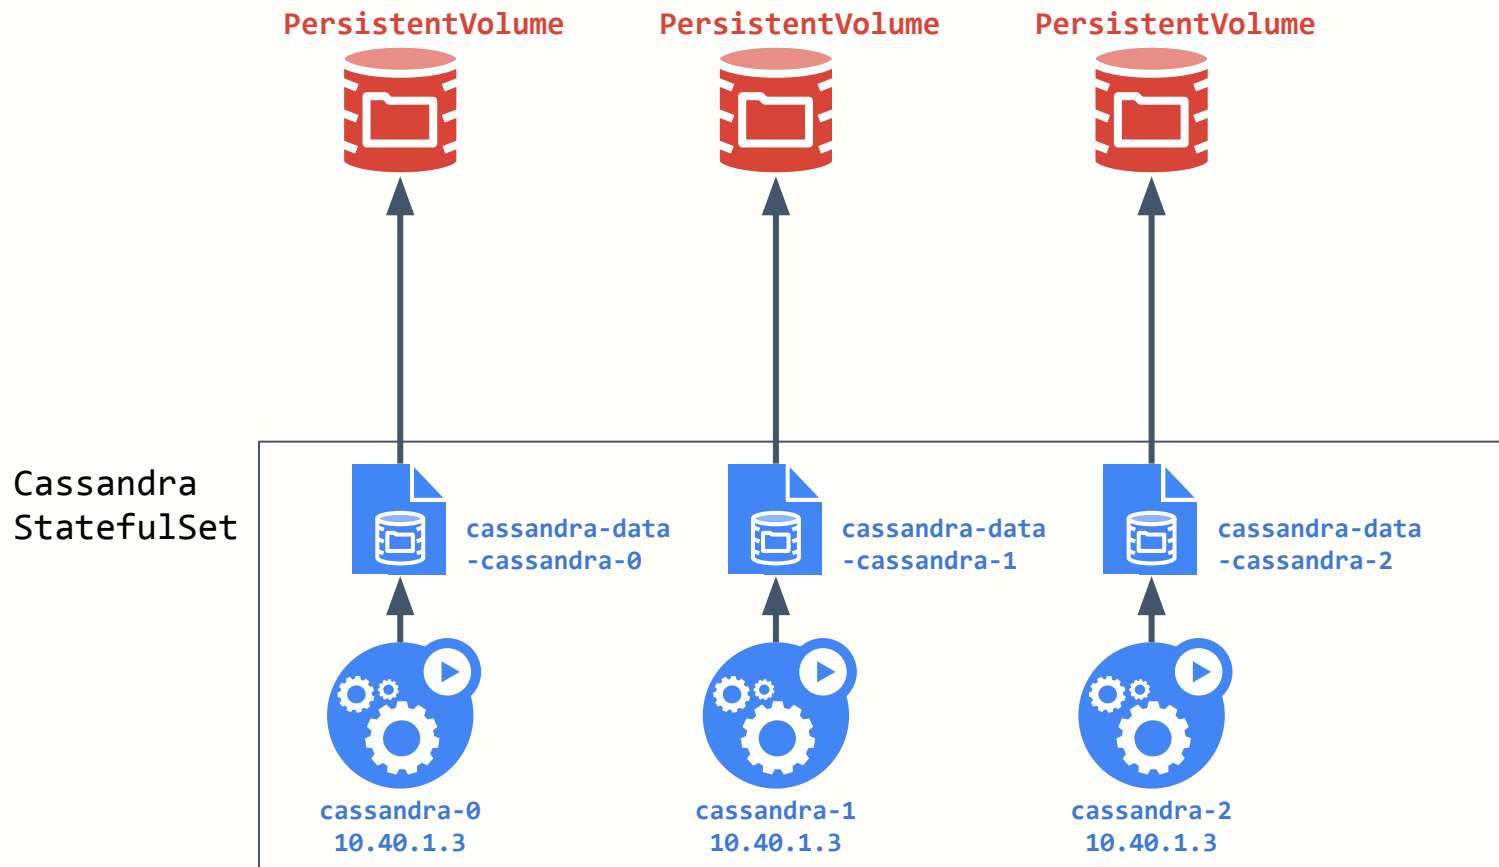 PersistentVolume
PersistentVolume
PersistentVolume
Cassandra
StatefulSet
cassandra-data
-cassandra-0
cassandra-data
-cassandra-1
cassandra-data
-cassandra-2
cassandra-0
10.40.1.3
cassandra-1
10.40.1.3
cassandra-2
10.40.1.3